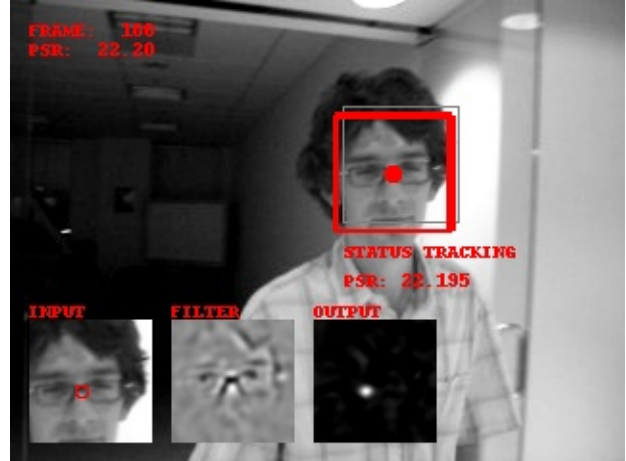 FRAME: 100
PSR: 22.20
STATUS TRACKING
PSR: 22.195
INPUT
FILTER
OUTPUT